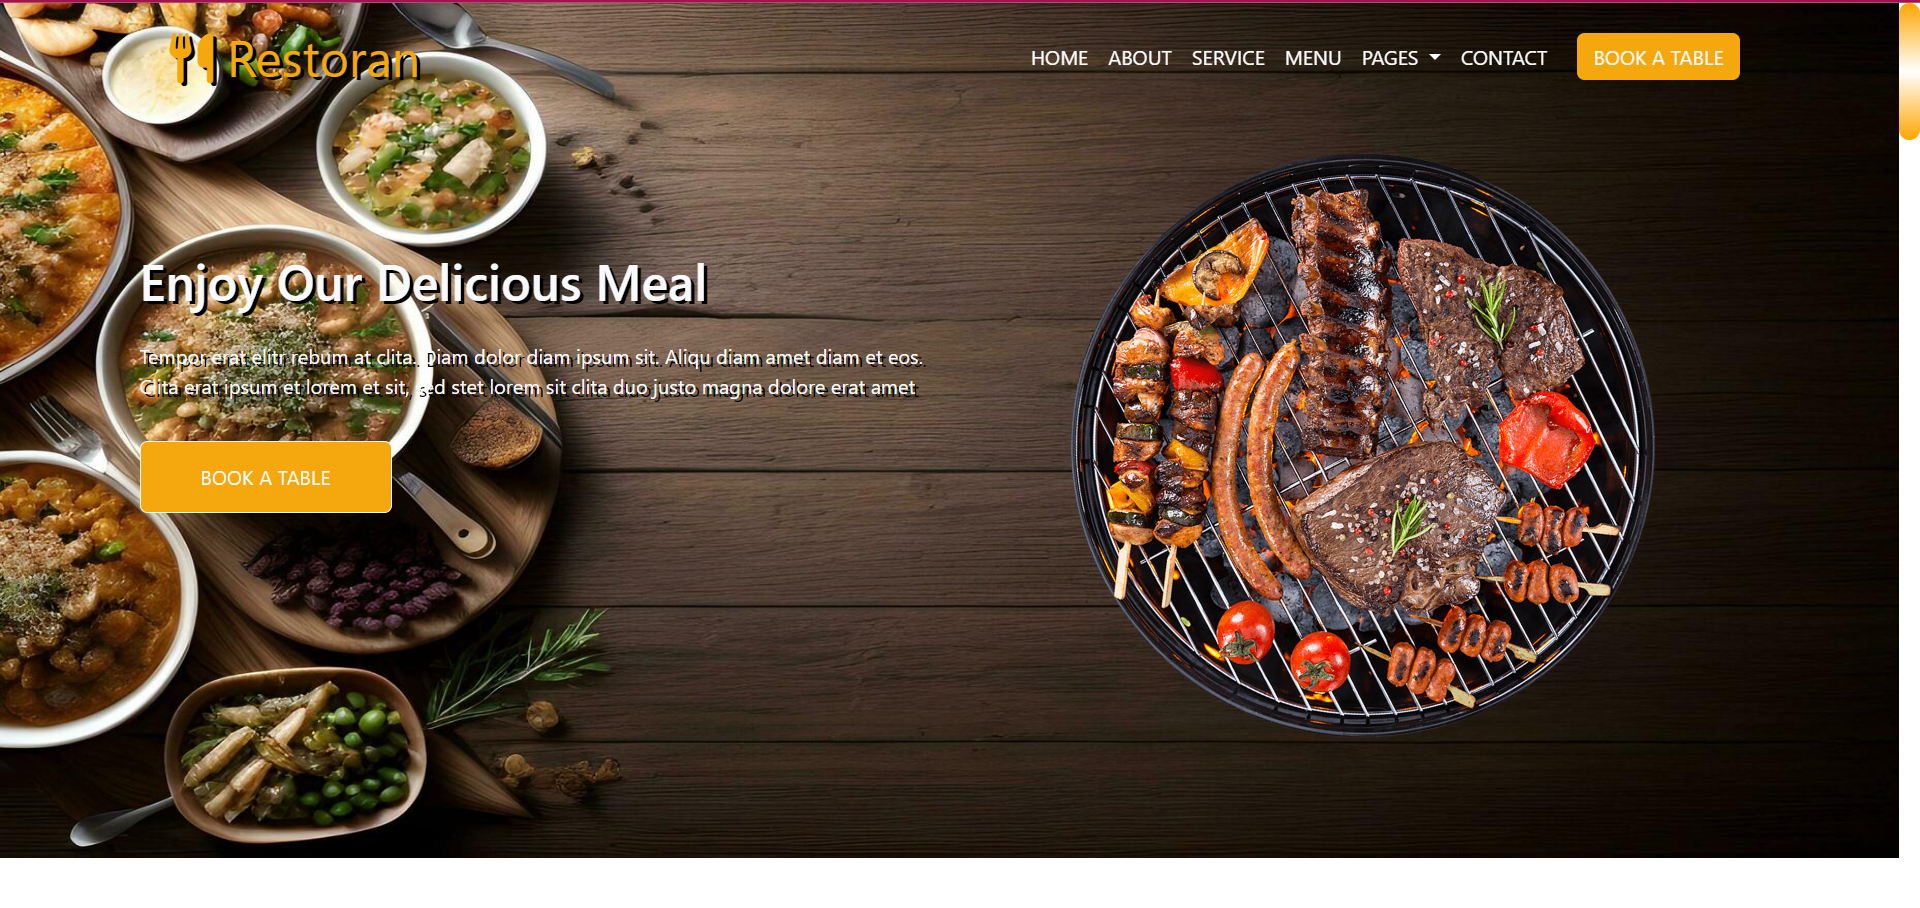 Restoran
HOME ABOUT SERVICE MENU PAGES CONTACT BOOK A TABLE
Enjoy Our Delicious Meal
Tempor erat elitr rebum at clita. Diam dolor diam ipsum sit. Aliqu diam amet diam et eos.
Clita erat ipsum et lorem et sit, sed stet lorem sit clita duo justo magna dolore erat amet
BOOK A TABLE